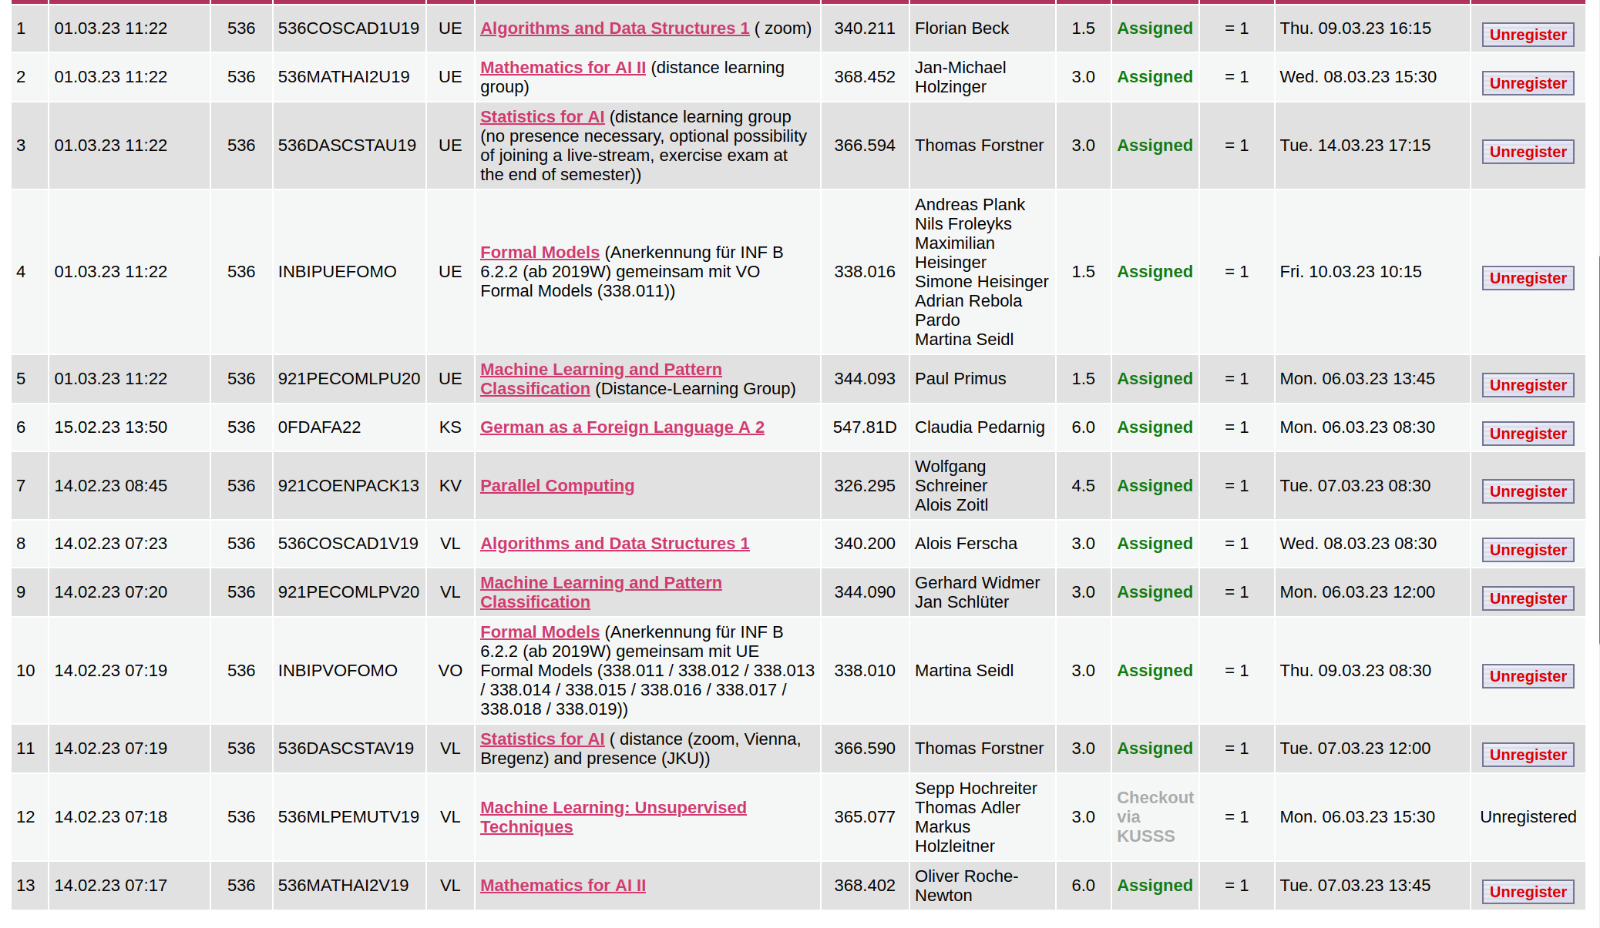 1 01.03.23 11:22 536 536COSCAD1U19 UE Algorithms and Data Structures 1 ( zoom) 340.211 Florian Beck 1.5 Assigned = 1 Thu. 09.03.23 16:15 Unregister
2 01.03.23 11:22 536 536MATHAI2U19 UE Mathematics for AI II (distance learning
group) 368.452 Jan-Michael
Holzinger 3.0 Assigned = 1 Wed. 08.03.23 15:30 Unregister
3 01.03.23 11:22 536 536DASCSTAU19 UE Statistics for AI (distance learning group
(no presence necessary, optional possibility
of joining a live-stream, exercise exam at
the end of semester)) 366.594 Thomas Forstner 3.0 Assigned = 1 Tue. 14.03.23 17:15 Unregister
4 01.03.23 11:22 536 INBIPUEFOMO UE Formal Models (Anerkennung für INF B
6.2.2 (ab 2019W) gemeinsam mit VO
Formal Models (338.011)) 338.016 Andreas Plank
Nils Froleyks
Maximilian
Heisinger
Simone Heisinger
Adrian Rebola
Pardo
Martina Seidl 1.5 Assigned = 1 Fri. 10.03.23 10:15 Unregister
5 01.03.23 11:22 536 921PECOMLPU20 UE Machine Learning and Pattern
Classification (Distance-Learning Group) 344.093 Paul Primus 1.5 Assigned = 1 Mon. 06.03.23 13:45 Unregister
6 15.02.23 13:50 536 0FDAFA22 KS German as a Foreign Language A 2 547.81D Claudia Pedarnig 6.0 Assigned = 1 Mon. 06.03.23 08:30 Unregister
7 14.02.23 08:45 536 921COENPACK13 KV Parallel Computing 326.295 Wolfgang
Schreiner
Alois Zoitl 4.5 Assigned = 1 Tue. 07.03.23 08:30 Unregister
8 14.02.23 07:23 536 536COSCAD1V19 VL Algorithms and Data Structures 1 340.200 Alois Ferscha 3.0 Assigned = 1 Wed. 08.03.23 08:30 Unregister
9 14.02.23 07:20 536 921PECOMLPV20 VL Machine Learning and Pattern
Classification 344.090 Gerhard Widmer
Jan Schlüter 3.0 Assigned = 1 Mon. 06.03.23 12:00 Unregister
10 14.02.23 07:19 536 INBIPVOFOMO VO Formal Models (Anerkennung für INF B
6.2.2 (ab 2019W) gemeinsam mit UE
Formal Models (338.011 / 338.012 / 338.013
/ 338.014 / 338.015 / 338.016 / 338.017 /
338.018 / 338.019)) 338.010 Martina Seidl 3.0 Assigned = 1 Thu. 09.03.23 08:30 Unregister
11 14.02.23 07:19 536 536DASCSTAV19 VL Statistics for AI ( distance (zoom, Vienna,
Bregenz) and presence (JKU)) 366.590 Thomas Forstner 3.0 Assigned = 1 Tue. 07.03.23 12:00 Unregister
12 14.02.23 07:18 536 536MLPEMUTV19 VL Machine Learning: Unsupervised
Techniques 365.077 Sepp Hochreiter
Thomas Adler
Markus
Holzleitner 3.0 Checkout
via
KUSSS = 1 Mon. 06.03.23 15:30 Unregistered
13 14.02.23 07:17 536 536MATHAI2V19 VL Mathematics for AI II 368.402 Oliver Roche-
Newton 6.0 Assigned = 1 Tue. 07.03.23 13:45 Unregister